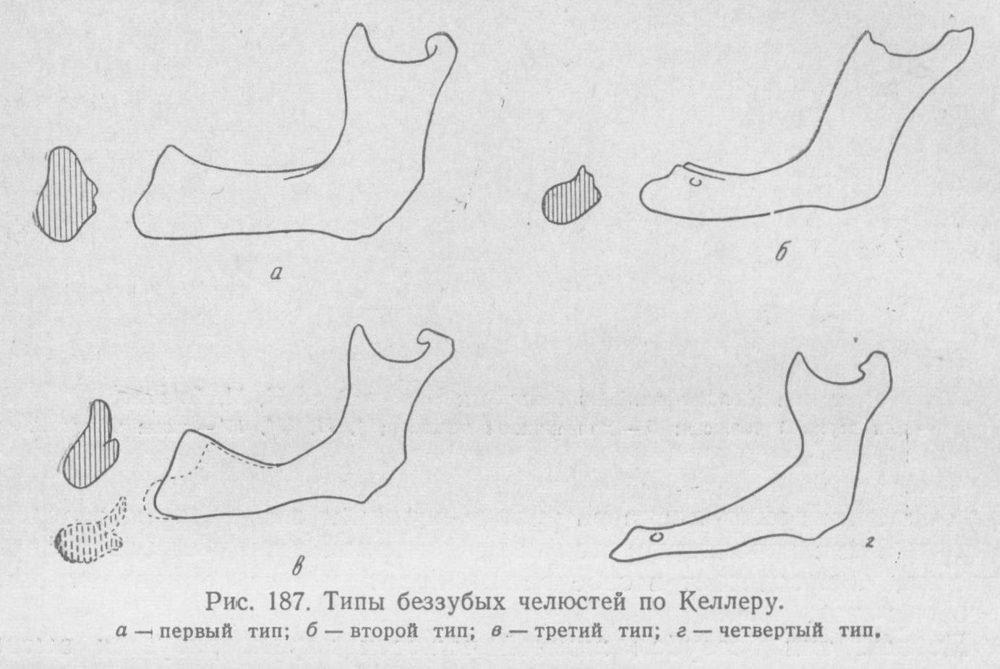 а
б
в
г
Рис. 187. Типы беззубых челюстей по Келлеру.
а — первый тип; б — второй тип; в — третий тип; г — четвертый тип.